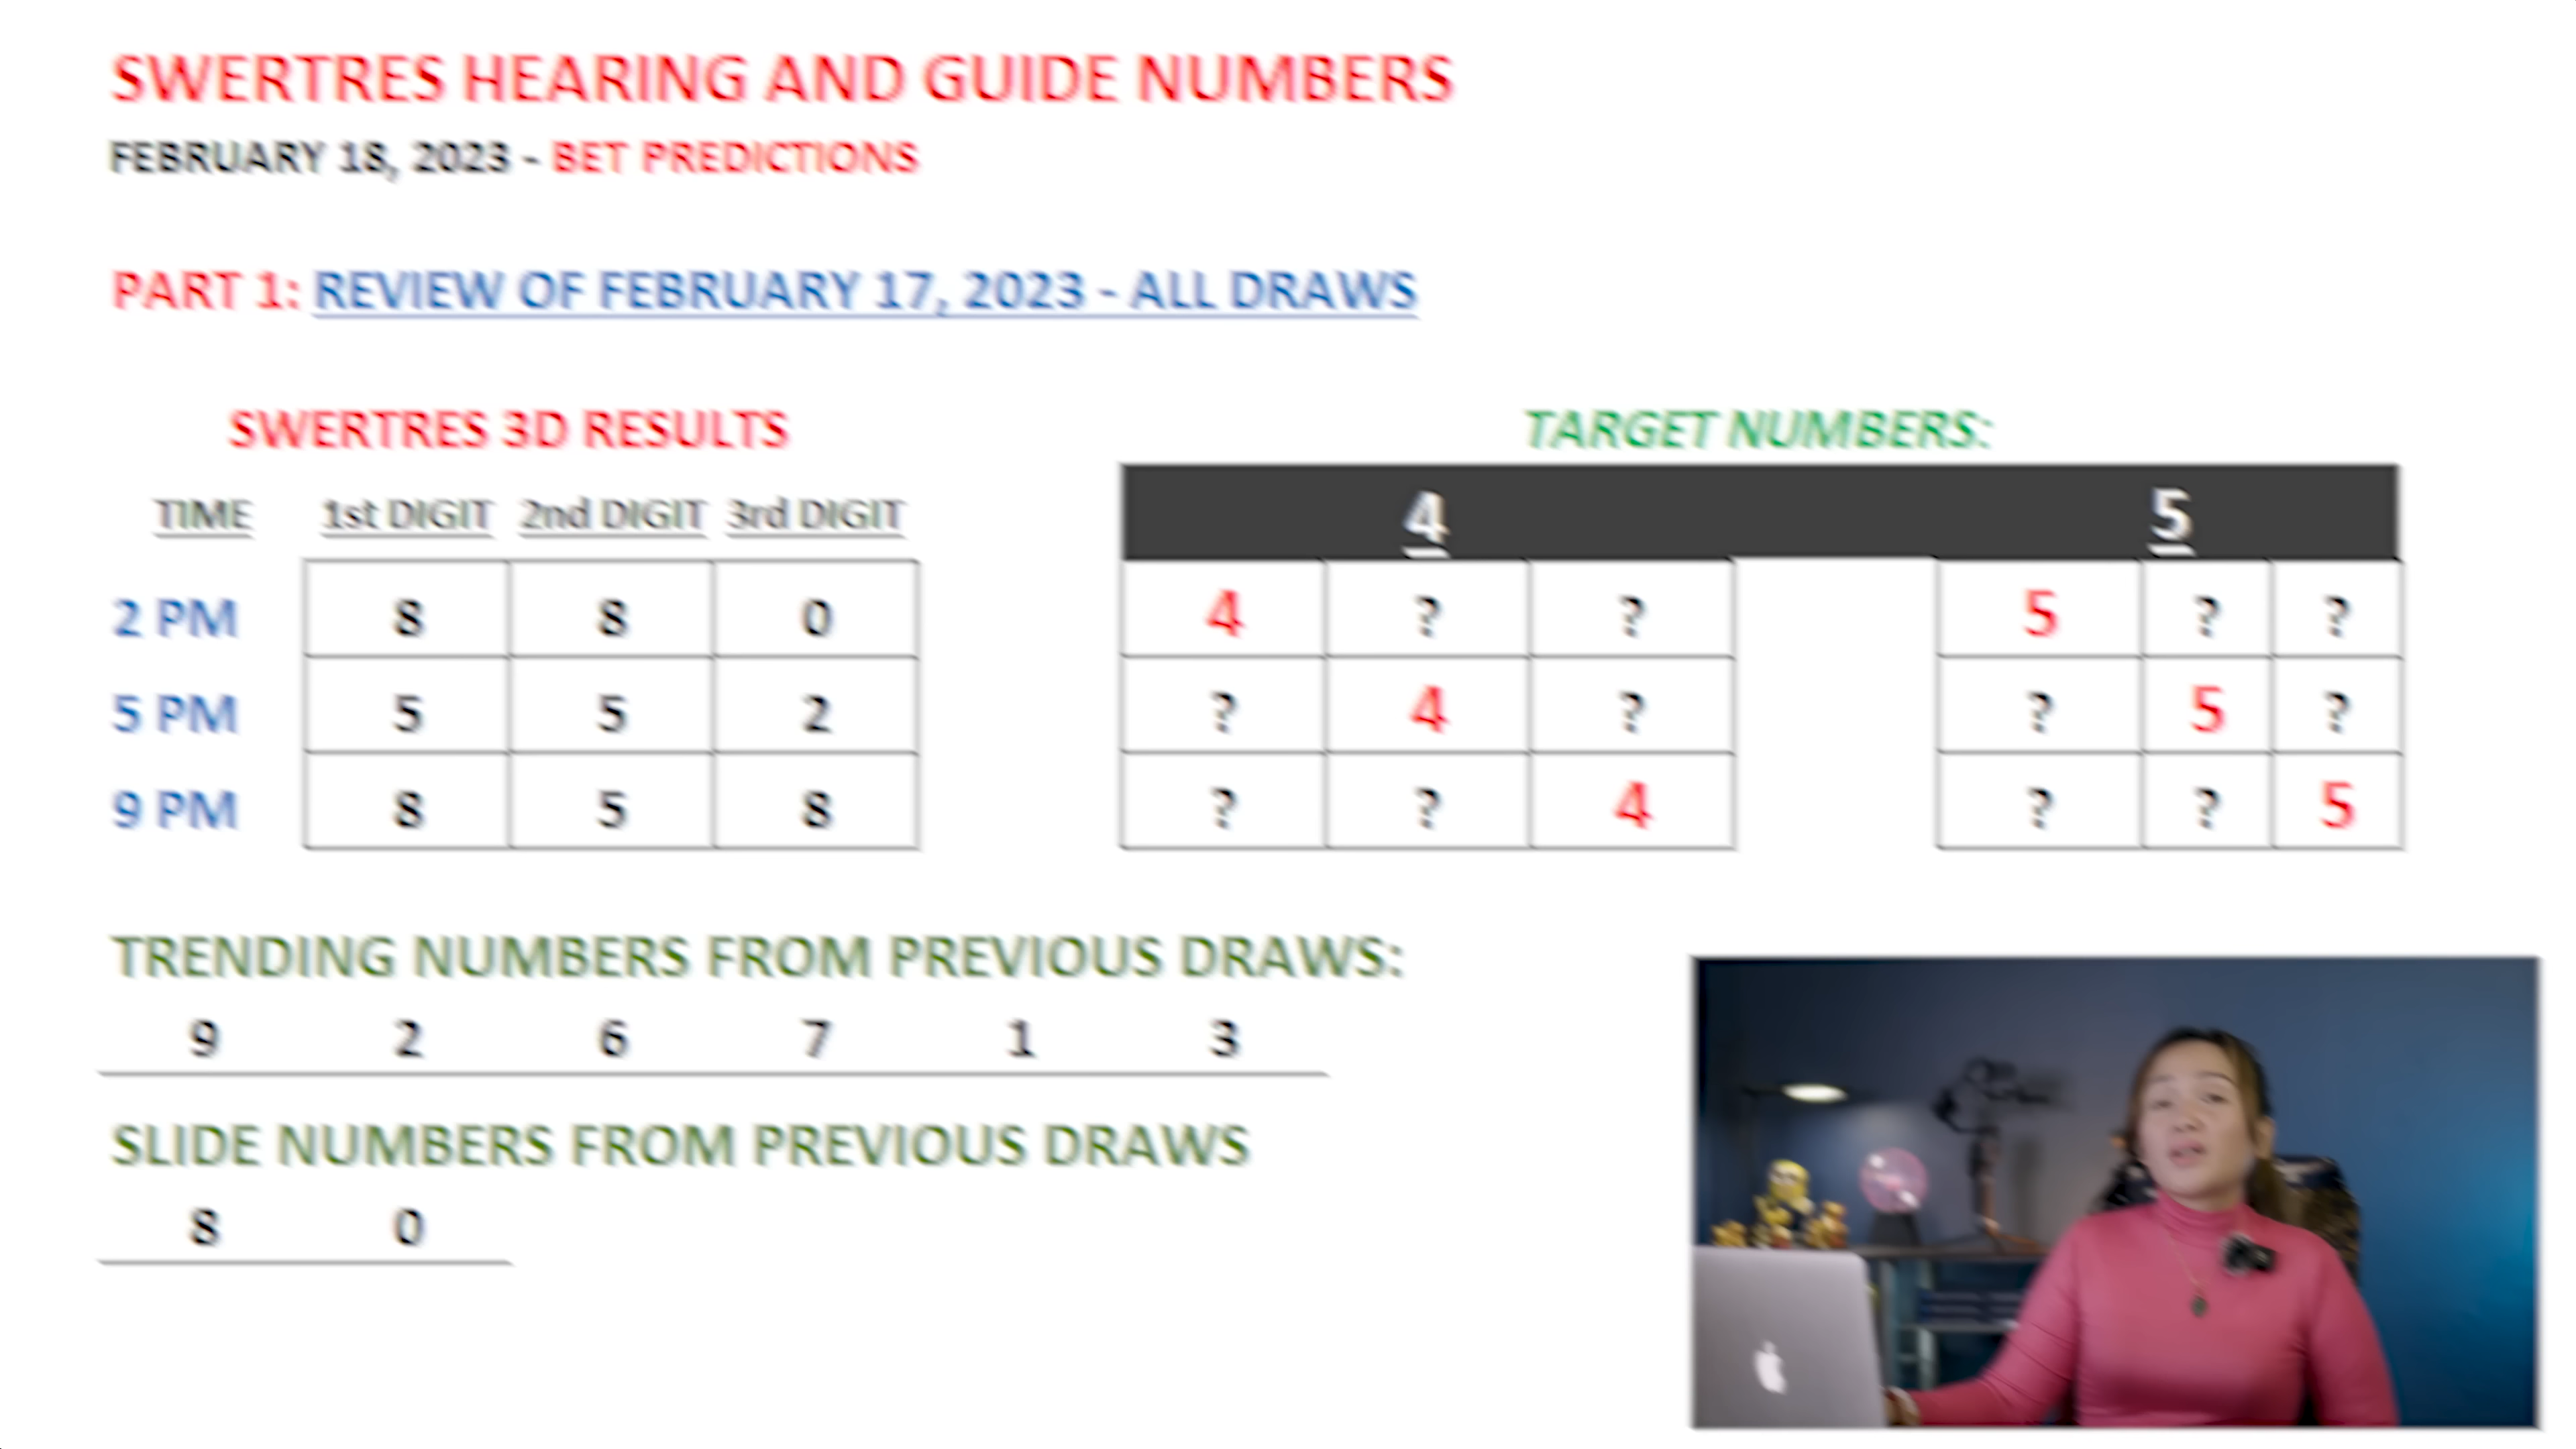 SWERTRES HEARING AND GUIDE NUMBERS
FEBRUARY 18, 2023 - BET PREDICTIONS
PART 1: REVIEW OF FEBRUARY 17, 2023 - ALL DRAWS
SWERTRES 3D RESULTS
TIME 1st DIGIT 2nd DIGIT 3rd DIGIT
2 PM 8 8 0
5 PM 5 5 2
9 PM 8 5 8
TARGET NUMBERS:
4 5
4 ? ? 5 ? ?
? 4 ? ? 5 ?
? ? 4 ? ? 5
TRENDING NUMBERS FROM PREVIOUS DRAWS:
9 2 6 7 1 3
SLIDE NUMBERS FROM PREVIOUS DRAWS
8 0